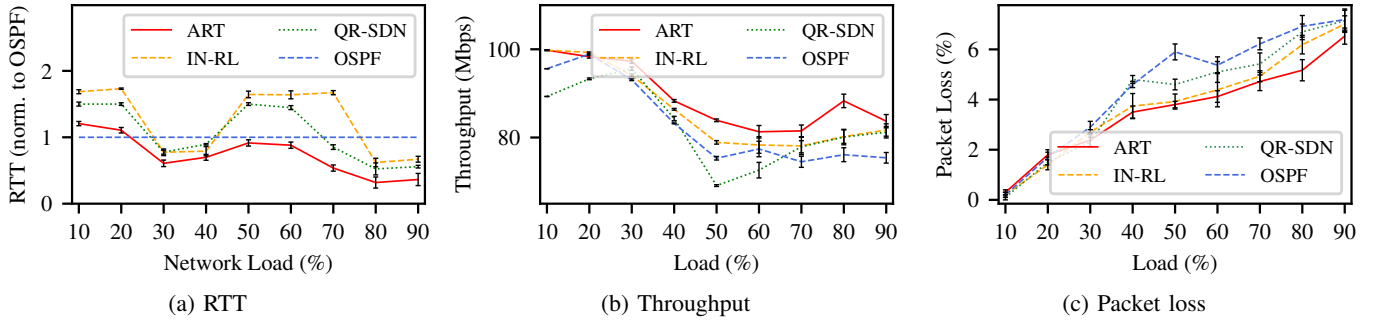 RTT (norm. to OSPF)
2
1
0
ART
IN-RL
QR-SDN
OSPF
10 20 30 40 50 60 70 80 90
Network Load (%)
(a) RTT
Throughput (Mbps)
100
80
ART
IN-RL
QR-SDN
OSPF
10 20 30 40 50 60 70 80 90
Load (%)
(b) Throughput
Packet Loss (%)
6
4
2
0
ART
IN-RL
QR-SDN
OSPF
10 20 30 40 50 60 70 80 90
Load (%)
(c) Packet loss